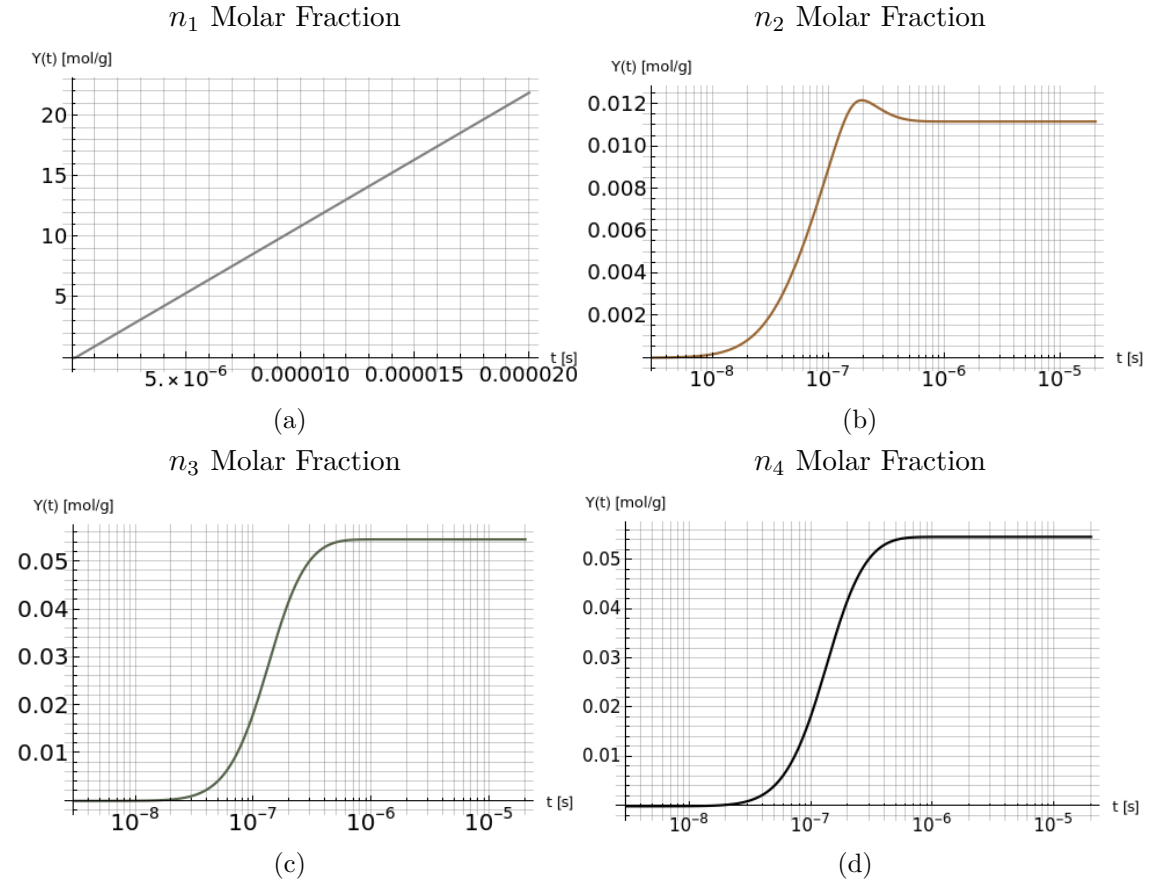 n₁ Molar Fraction
Y(t) [mol/g]
20
15
10
5
5.×10⁻⁶ 0.000010 0.000015 0.000020
t [s]
(a)
n₂ Molar Fraction
Y(t) [mol/g]
0.012
0.010
0.008
0.006
0.004
0.002
10⁻⁸ 10⁻⁷ 10⁻⁶ 10⁻⁵
t [s]
(b)
n₃ Molar Fraction
Y(t) [mol/g]
0.05
0.04
0.03
0.02
0.01
10⁻⁸ 10⁻⁷ 10⁻⁶ 10⁻⁵
t [s]
(c)
n₄ Molar Fraction
Y(t) [mol/g]
0.05
0.04
0.03
0.02
0.01
10⁻⁸ 10⁻⁷ 10⁻⁶ 10⁻⁵
t [s]
(d)